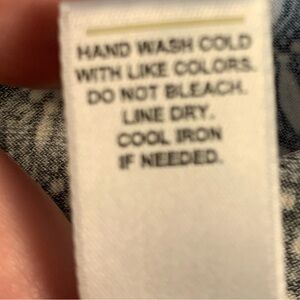 HAND WASH COLD
WITH LIKE COLORS.
DO NOT BLEACH.
LINE DRY.
COOL IRON
IF NEEDED.